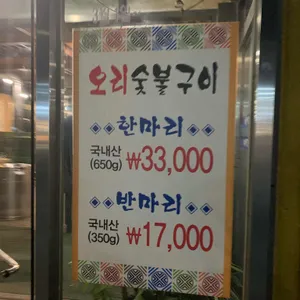 오리숯불구이
한마리
국내산
(650g) ₩33,000
반마리
국내산
(350g) ₩17,000